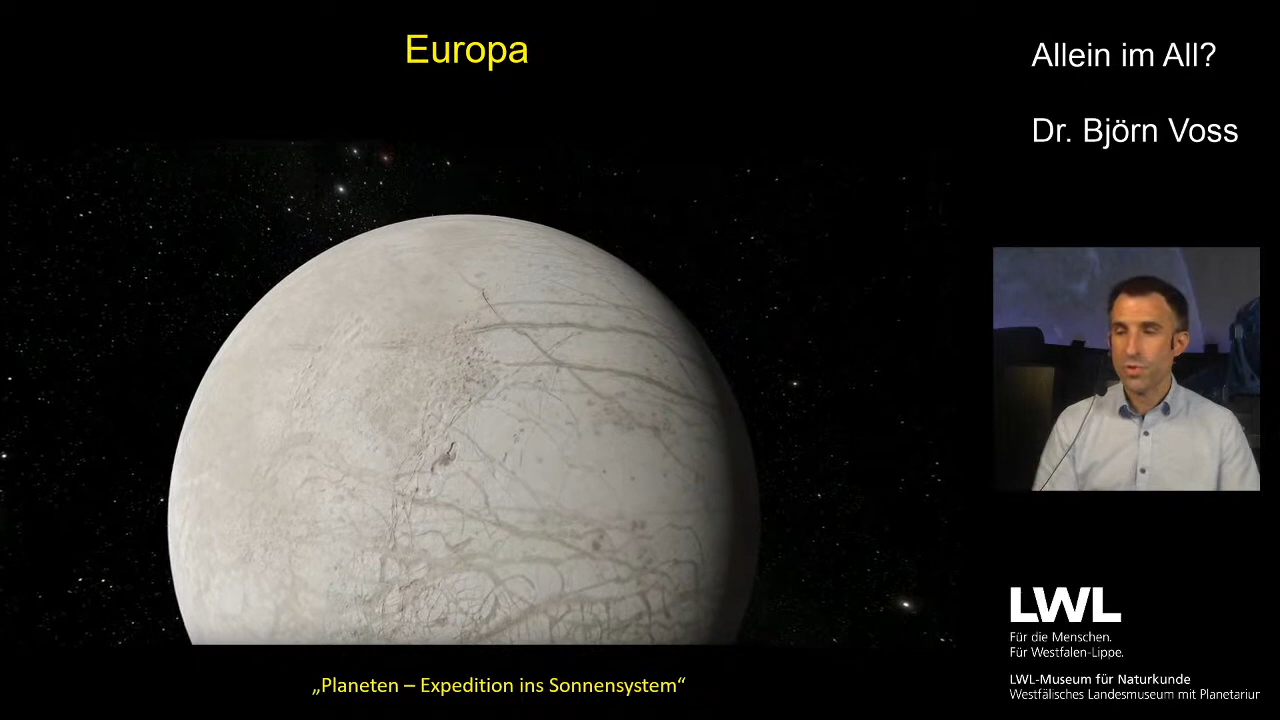 Europa
Allein im All?
Dr. Björn Voss
LWL
Für die Menschen.
Für Westfalen-Lippe.
LWL-Museum für Naturkunde
Westfälisches Landesmuseum mit Planetariur
„Planeten – Expedition ins Sonnensystem“